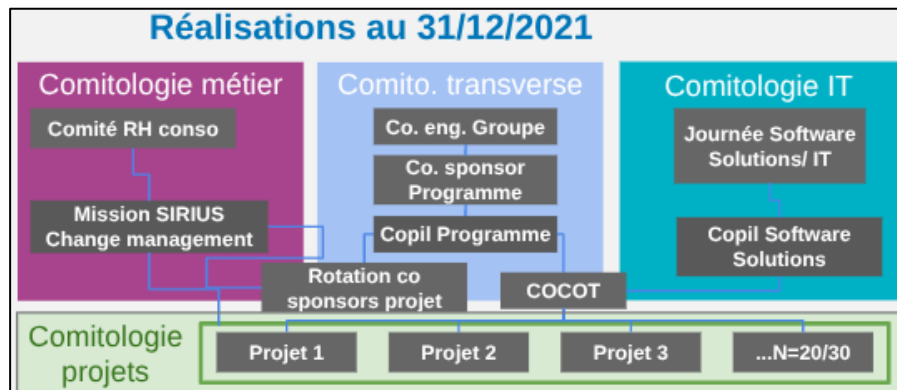 Réalisations au 31/12/2021
Comitologie métier
Comité RH conso
Mission SIRIUS
Change management
Comito. transverse
Co. eng. Groupe
Co. sponsor
Programme
Copil Programme
Rotation co
sponsors projet
COCOT
Comitologie IT
Journée Software
Solutions/ IT
Copil Software
Solutions
Comitologie
projets
Projet 1
Projet 2
Projet 3
...N=20/30